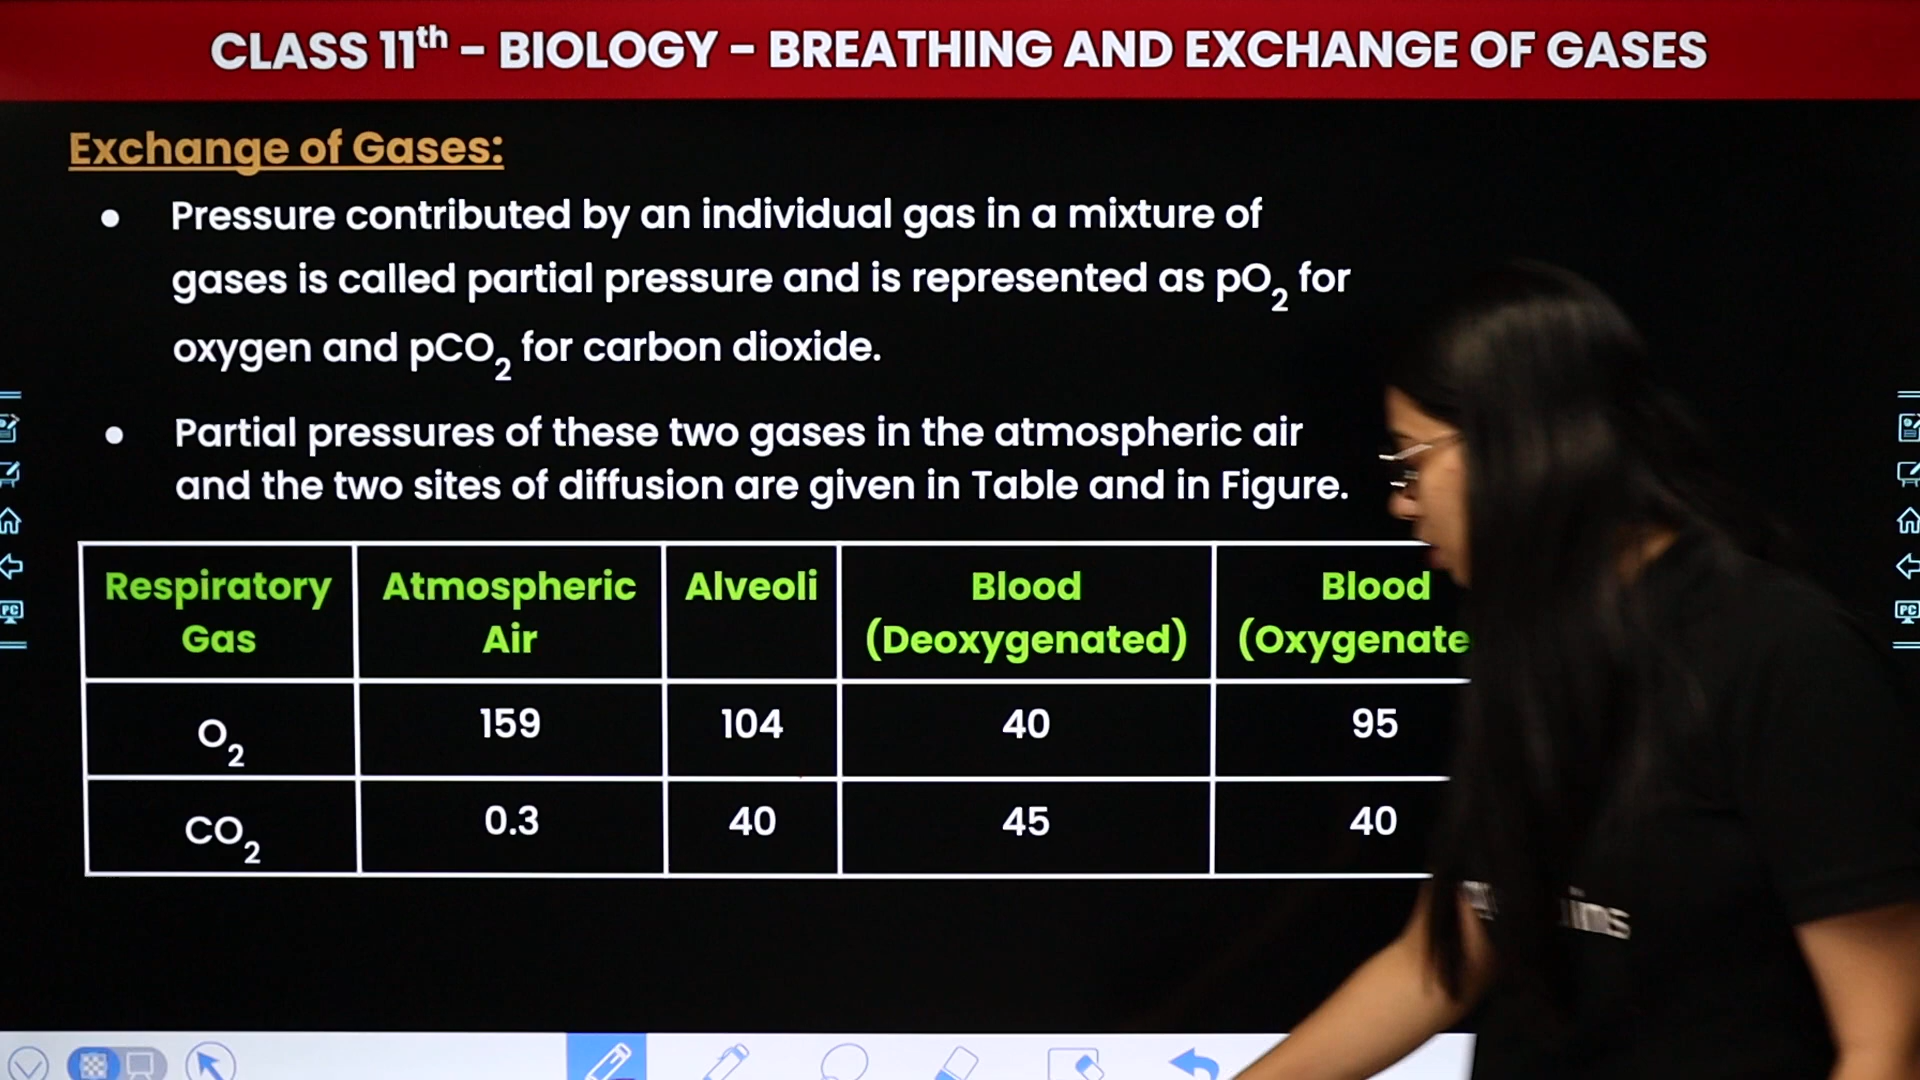 CLASS 11th – BIOLOGY – BREATHING AND EXCHANGE OF GASES
Exchange of Gases:
• Pressure contributed by an individual gas in a mixture of
gases is called partial pressure and is represented as pO2 for
oxygen and pCO2 for carbon dioxide.
• Partial pressures of these two gases in the atmospheric air
and the two sites of diffusion are given in Table and in Figure.
Respiratory Gas Atmospheric Air Alveoli Blood (Deoxygenated) Blood (Oxygenate
O2 159 104 40 95
CO2 0.3 40 45 40
PC
PC